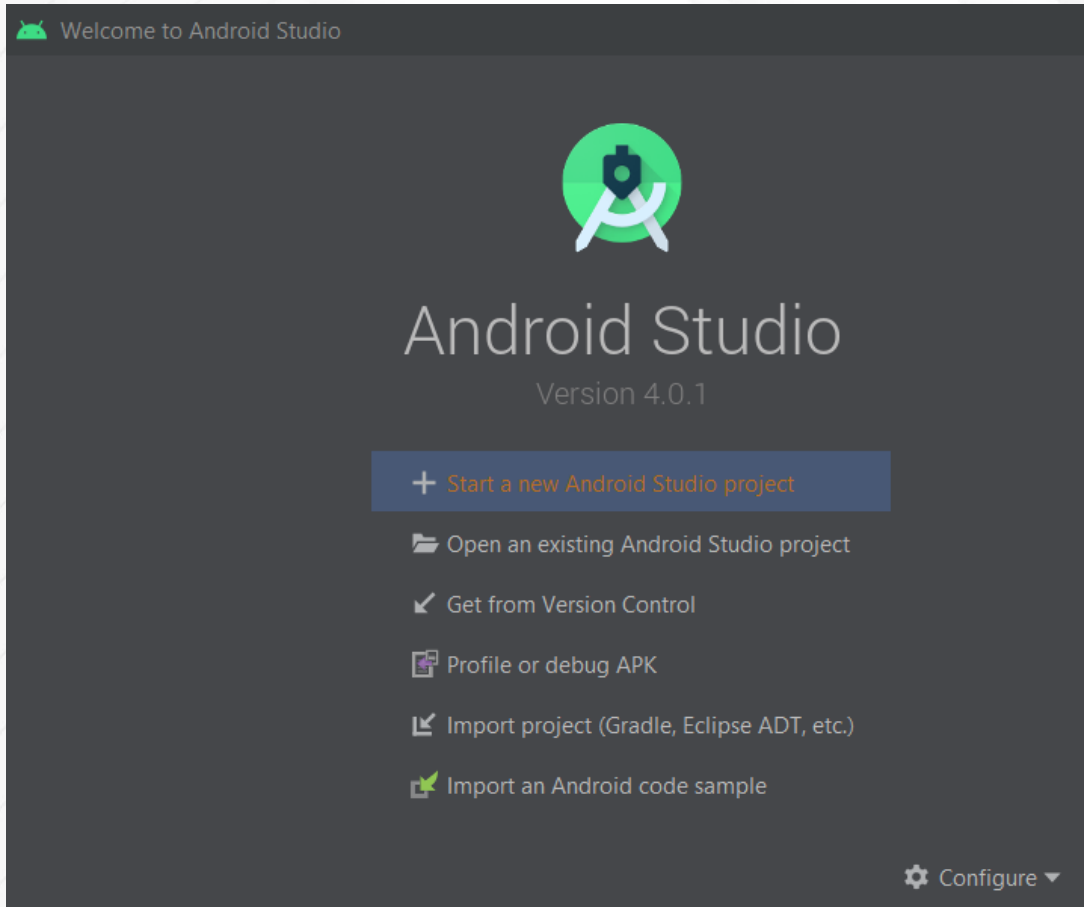 Welcome to Android Studio
Android Studio
Version 4.0.1
Start a new Android Studio project
Open an existing Android Studio project
Get from Version Control
Profile or debug APK
Import project (Gradle, Eclipse ADT, etc.)
Import an Android code sample
Configure